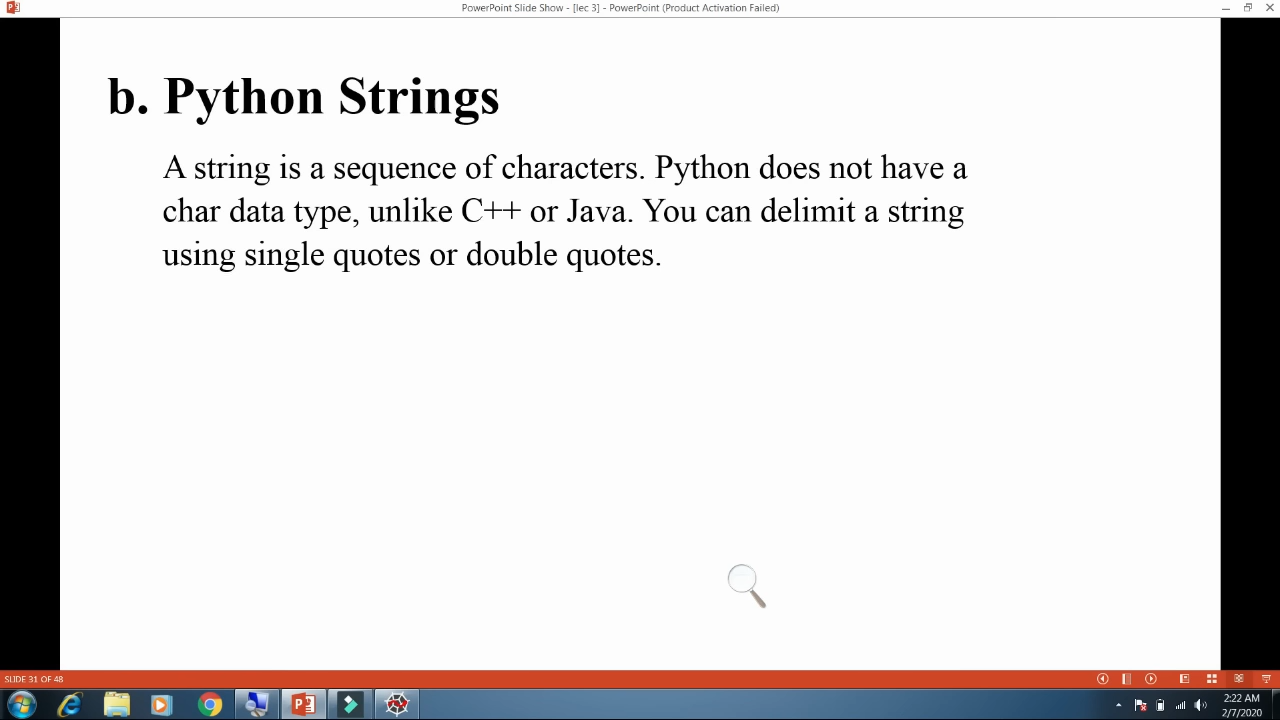 PowerPoint Slide Show - [lec 3] - PowerPoint (Product Activation Failed)
b. Python Strings
A string is a sequence of characters. Python does not have a
char data type, unlike C++ or Java. You can delimit a string
using single quotes or double quotes.
SLIDE 31 OF 48
2:22 AM
2/7/2020